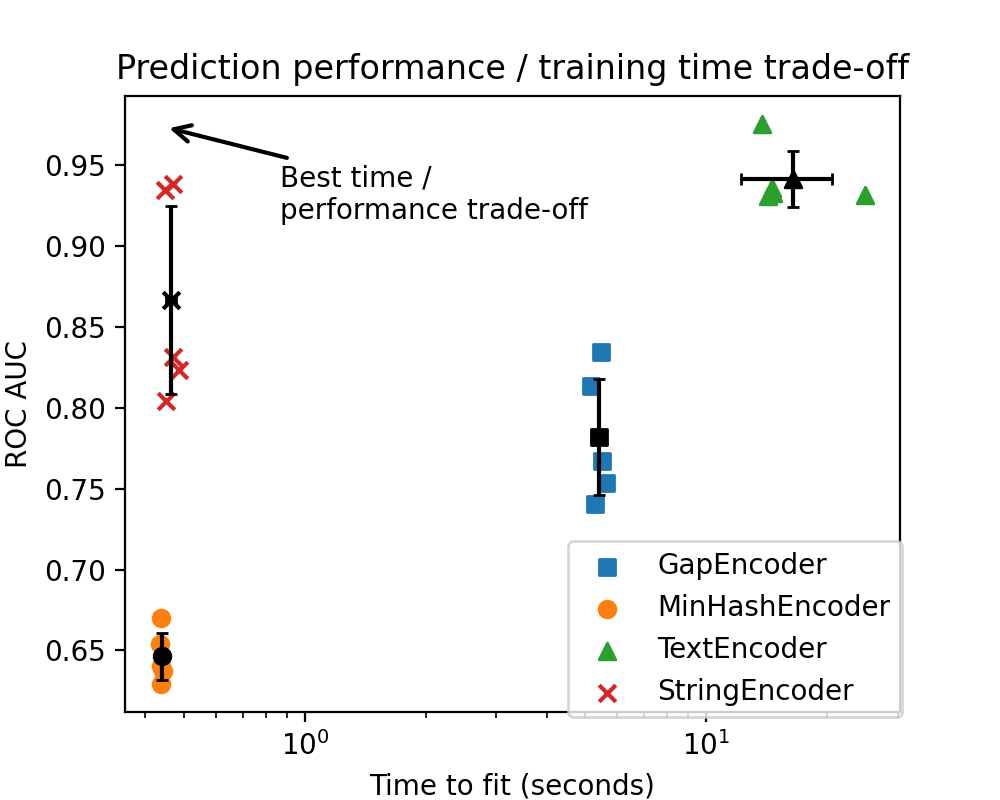 Prediction performance / training time trade-off
0.95
0.90
0.85
0.80
0.75
0.70
0.65
ROC AUC
Best time /
performance trade-off
GapEncoder
MinHashEncoder
TextEncoder
StringEncoder
10⁰
10¹
Time to fit (seconds)